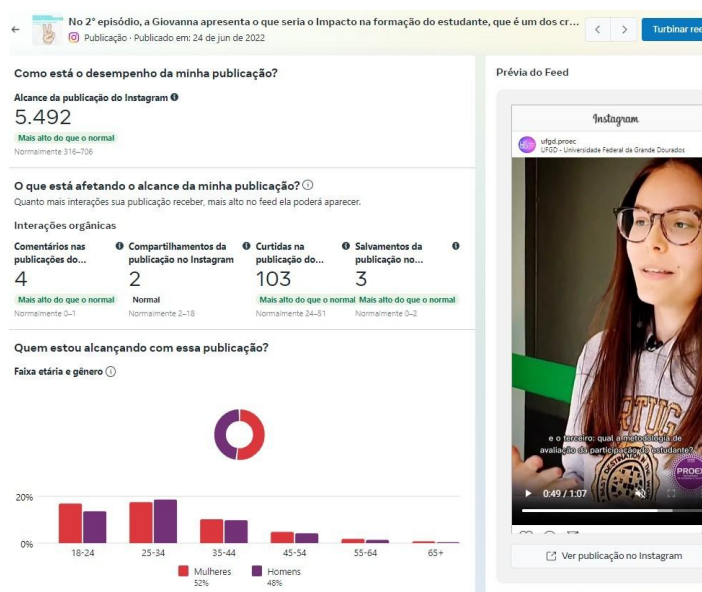 No 2° episódio, a Giovanna apresenta o que seria o Impacto na formação do estudante, que é um dos cr...
Publicação · Publicado em: 24 de jun de 2022
Turbinar
Como está o desempenho da minha publicação?
Alcance da publicação do Instagram
5.492
Mais alto do que o normal
Normalmente 316–706
O que está afetando o alcance da minha publicação?
Quanto mais interações sua publicação receber, mais alto no feed ela poderá aparecer.
Interações orgânicas
Comentários nas publicações do...
4
Mais alto do que o normal
Normalmente 0–1
Compartilhamentos da publicação no Instagram
2
Normal
Normalmente 2–18
Curtidas na publicação do...
103
Mais alto do que o normal
Normalmente 24–81
Salvamentos da publicação no...
3
Mais alto do que o normal
Normalmente 0–2
Quem estou alcançando com essa publicação?
Faixa etária e gênero
20%
0%
18-24 25-34 35-44 45-54 55-64 65+
Mulheres
52%
Homens
48%
Prévia do Feed
Instagram
ufgd.proec
UFGD - Universidade Federal da Grande Dourados
e o terceiro: qual a metodologia de
avaliação da participação do estudante?
0:49 / 1:07
Ver publicação no Instagram